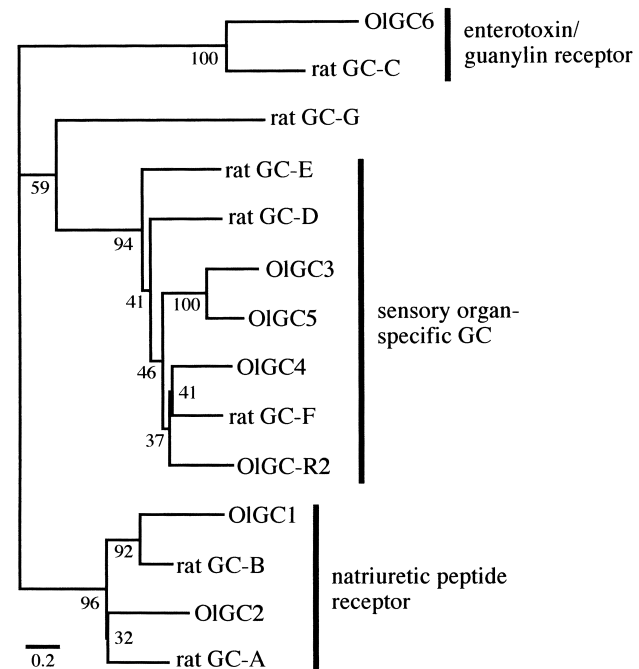 OlGC6
enterotoxin/
guanylin receptor
100
rat GC-C
rat GC-G
59
rat GC-E
94
rat GC-D
OlGC3
41
100
OlGC5
sensory organ-
specific GC
46
OlGC4
41
rat GC-F
37
OlGC-R2
OlGC1
92
rat GC-B
natriuretic peptide
receptor
96
OlGC2
32
rat GC-A
0.2